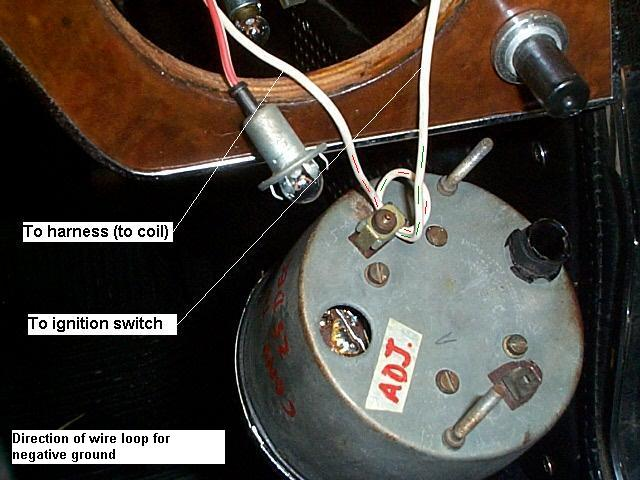 To harness (to coil)
To ignition switch
ADJ.
Direction of wire loop for
negative ground